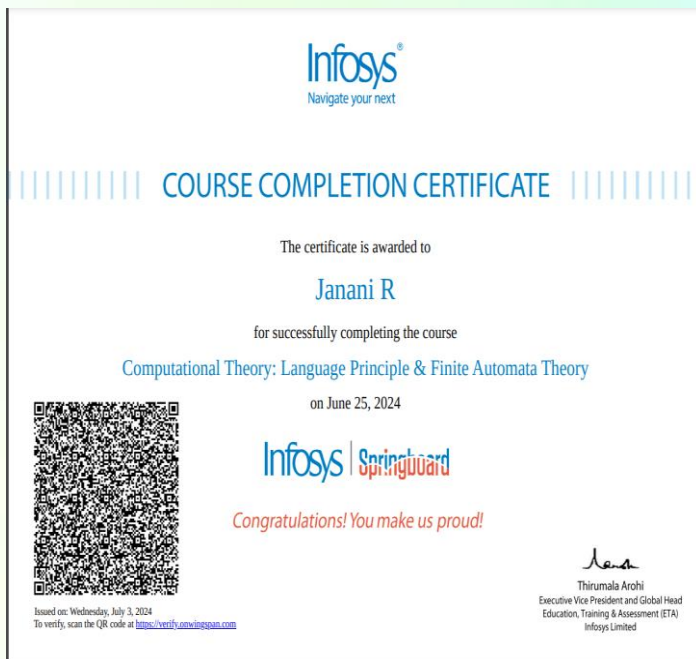 Infosys®
Navigate your next
COURSE COMPLETION CERTIFICATE
The certificate is awarded to
Janani R
for successfully completing the course
Computational Theory: Language Principle & Finite Automata Theory
on June 25, 2024
Infosys | Springboard
Congratulations! You make us proud!
Thirumala Arohi
Executive Vice President and Global Head
Education, Training & Assessment (ETA)
Infosys Limited
Issued on: Wednesday, July 3, 2024
To verify, scan the QR code at https://verify.onwingspan.com